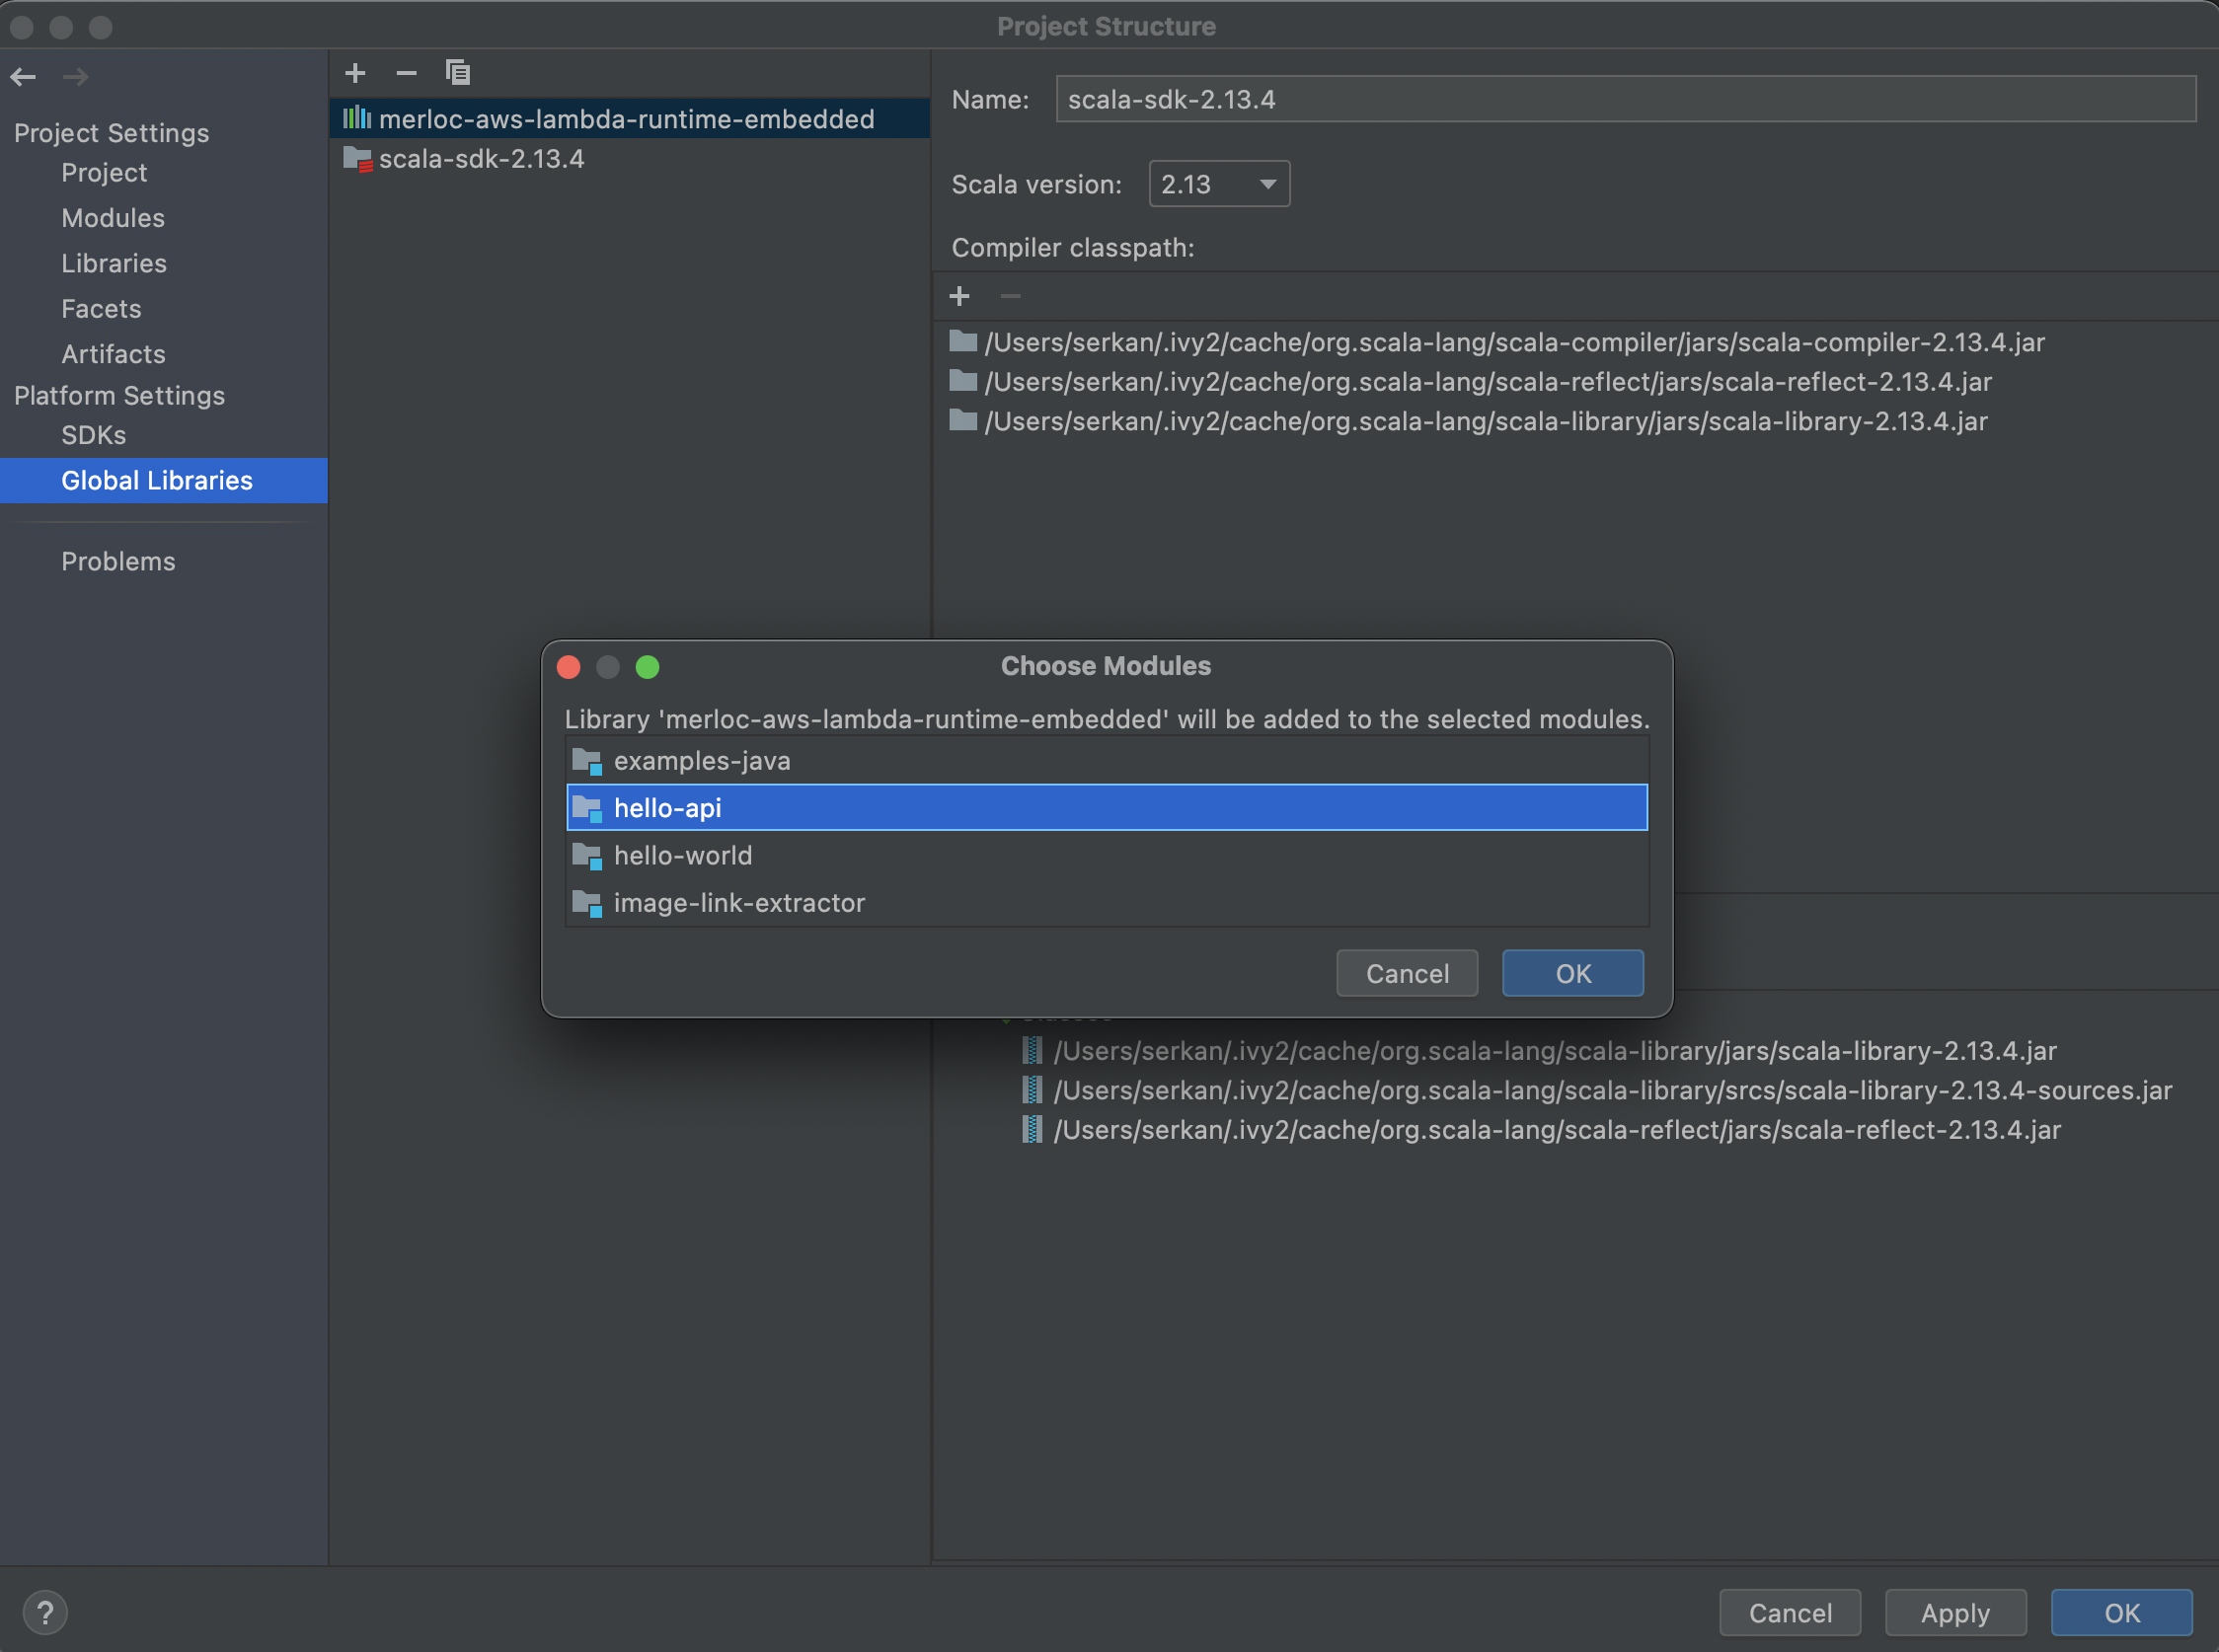 Project Structure
Project Settings
Project
Modules
Libraries
Facets
Artifacts
Platform Settings
SDKs
Global Libraries
Problems
merloc-aws-lambda-runtime-embedded
scala-sdk-2.13.4
Name: scala-sdk-2.13.4
Scala version: 2.13
Compiler classpath:
/Users/serkan/.ivy2/cache/org.scala-lang/scala-compiler/jars/scala-compiler-2.13.4.jar
/Users/serkan/.ivy2/cache/org.scala-lang/scala-reflect/jars/scala-reflect-2.13.4.jar
/Users/serkan/.ivy2/cache/org.scala-lang/scala-library/jars/scala-library-2.13.4.jar
Choose Modules
Library 'merloc-aws-lambda-runtime-embedded' will be added to the selected modules.
examples-java
hello-api
hello-world
image-link-extractor
Cancel OK
/Users/serkan/.ivy2/cache/org.scala-lang/scala-library/jars/scala-library-2.13.4.jar
/Users/serkan/.ivy2/cache/org.scala-lang/scala-library/srcs/scala-library-2.13.4-sources.jar
/Users/serkan/.ivy2/cache/org.scala-lang/scala-reflect/jars/scala-reflect-2.13.4.jar
? Cancel Apply OK